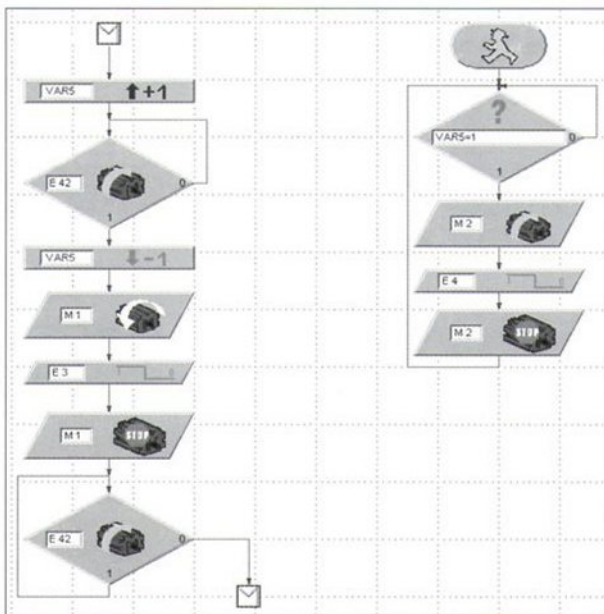 VAR5 +1
E 42 0
1
VAR5 -1
M 1
E 3
M 1 STOP
E 42 0
1
?
VAR5=1 0
1
M 2
E 4
M 2 STOP